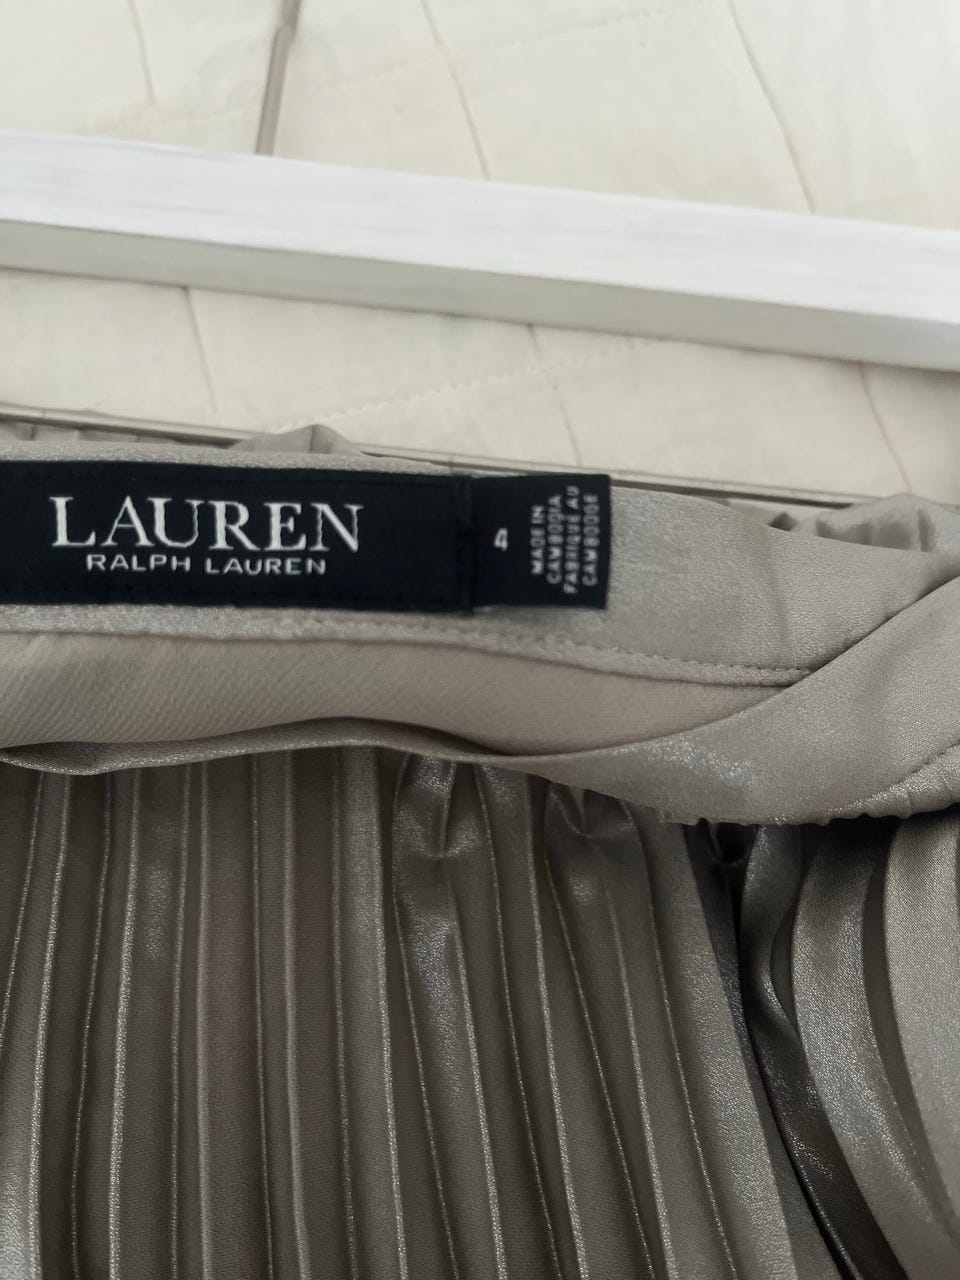 LAUREN
RALPH LAUREN
4
MADE IN
CAMBODIA
FABRIQUÉ AU
CAMBODGE